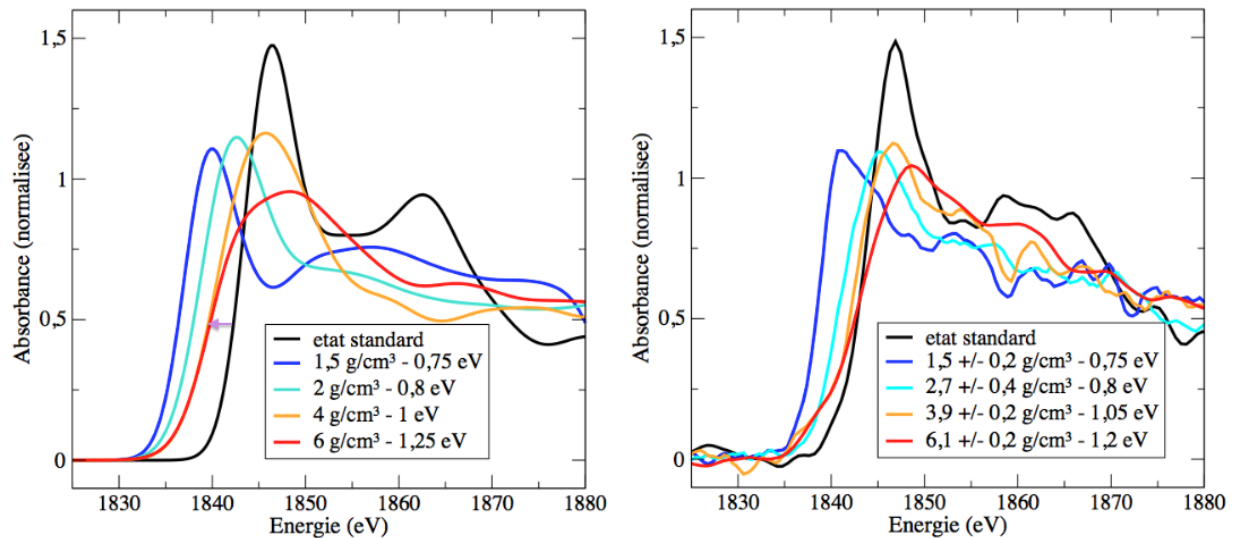 1,5
1
0,5
0
Absorbance (normalisee)
1830 1840 1850 1860 1870 1880
Energie (eV)
etat standard
1,5 g/cm³ - 0,75 eV
2 g/cm³ - 0,8 eV
4 g/cm³ - 1 eV
6 g/cm³ - 1,25 eV
1,5
1
0,5
0
Absorbance (normalisee)
1830 1840 1850 1860 1870 1880
Energie (eV)
etat standard
1,5 +/- 0,2 g/cm³ - 0,75 eV
2,7 +/- 0,4 g/cm³ - 0,8 eV
3,9 +/- 0,2 g/cm³ - 1,05 eV
6,1 +/- 0,2 g/cm³ - 1,2 eV